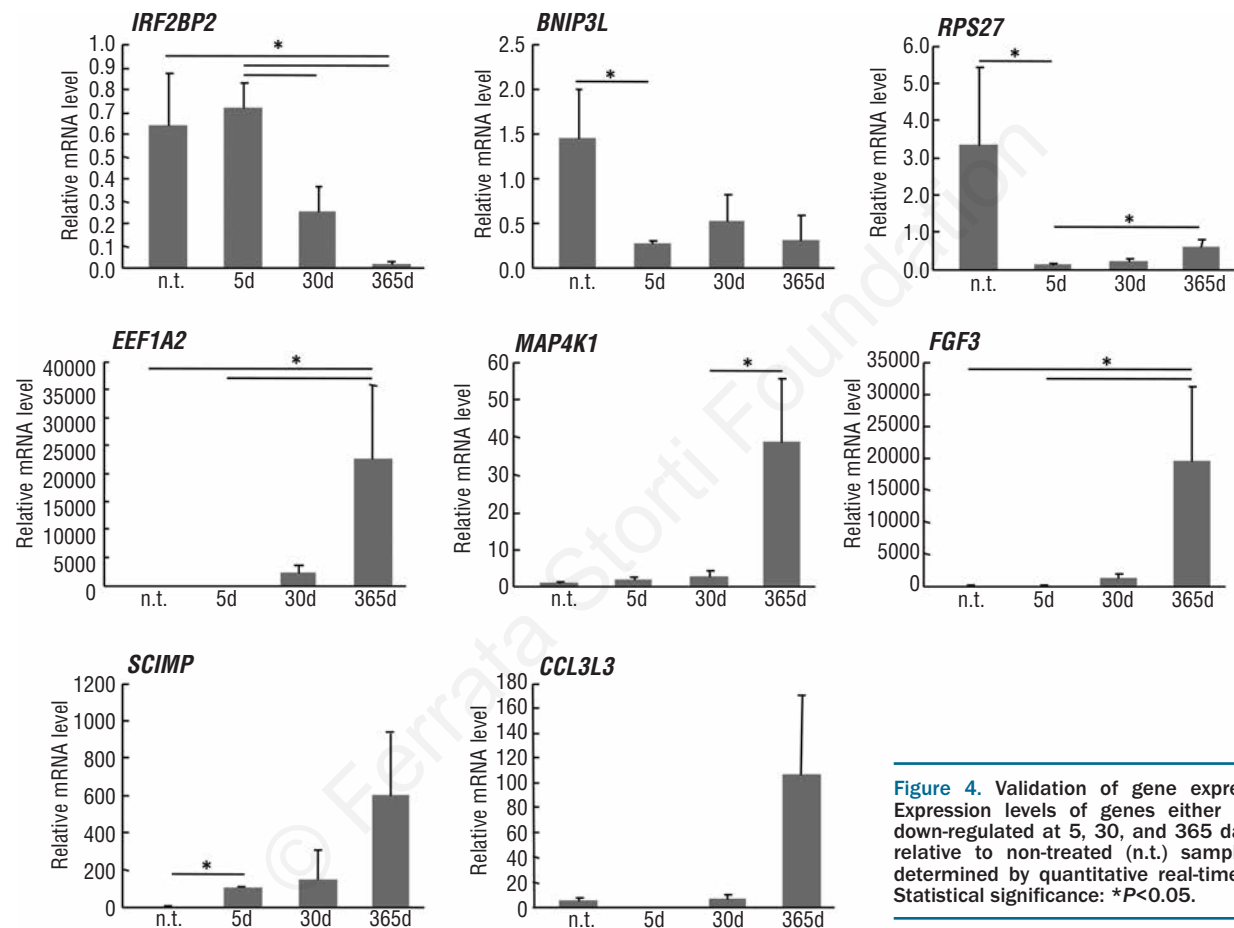 IRF2BP2
Relative mRNA level
1.0
0.9
0.8
0.7
0.6
0.5
0.4
0.3
0.2
0.1
0.0
*
n.t. 5d 30d 365d
BNIP3L
Relative mRNA level
2.5
2.0
1.5
1.0
0.5
0.0
*
n.t. 5d 30d 365d
RPS27
Relative mRNA level
6.0
5.0
4.0
3.0
2.0
1.0
0.0
*
*
n.t. 5d 30d 365d
EEF1A2
Relative mRNA level
40000
35000
30000
25000
20000
15000
10000
5000
0
*
n.t. 5d 30d 365d
MAP4K1
Relative mRNA level
60
50
40
30
20
10
0
*
n.t. 5d 30d 365d
FGF3
Relative mRNA level
35000
30000
25000
20000
15000
10000
5000
0
*
n.t. 5d 30d 365d
SCIMP
Relative mRNA level
1200
1000
800
600
400
200
0
*
n.t. 5d 30d 365d
CCL3L3
Relative mRNA level
180
160
140
120
100
80
60
40
20
0
n.t. 5d 30d 365d
Figure 4. Validation of gene expre
Expression levels of genes either
down-regulated at 5, 30, and 365 da
relative to non-treated (n.t.) sampl
determined by quantitative real-time
Statistical significance: *P<0.05.
© Ferrata Storti Foundation